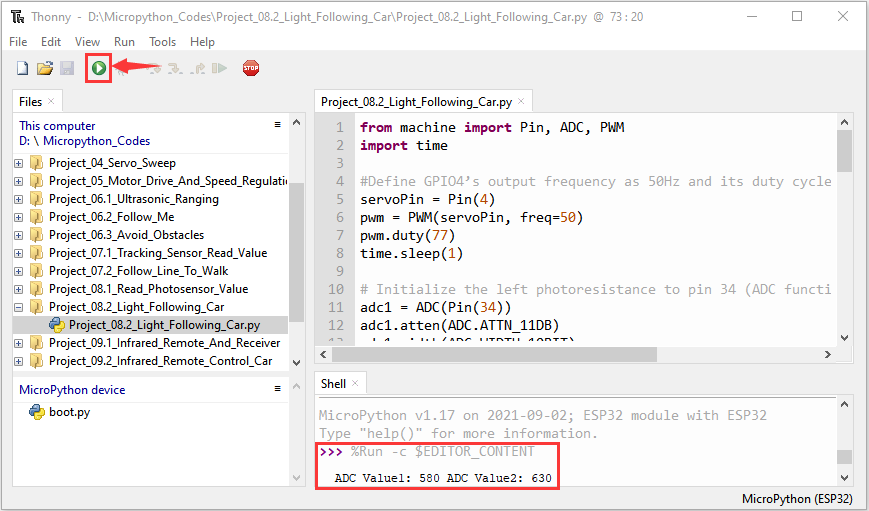 Thonny - D:\Micropython_Codes\Project_08.2_Light_Following_Car\Project_08.2_Light_Following_Car.py @ 73:20
File Edit View Run Tools Help
STOP
Files
This computer
D: \ Micropython_Codes
Project_04_Servo_Sweep
Project_05_Motor_Drive_And_Speed_Regulati
Project_06.1_Ultrasonic_Ranging
Project_06.2_Follow_Me
Project_06.3_Avoid_Obstacles
Project_07.1_Tracking_Sensor_Read_Value
Project_07.2_Follow_Line_To_Walk
Project_08.1_Read_Photosensor_Value
Project_08.2_Light_Following_Car
Project_08.2_Light_Following_Car.py
Project_09.1_Infrared_Remote_And_Receiver
Project_09.2_Infrared_Remote_Control_Car
MicroPython device
boot.py
Project_08.2_Light_Following_Car.py
1 from machine import Pin, ADC, PWM
2 import time
3
4 #Define GPIO4’s output frequency as 50Hz and its duty cycle
5 servoPin = Pin(4)
6 pwm = PWM(servoPin, freq=50)
7 pwm.duty(77)
8 time.sleep(1)
9
10 # Initialize the left photoresistance to pin 34 (ADC functi
11 adc1 = ADC(Pin(34))
12 adc1.atten(ADC.ATTN_11DB)
Shell
MicroPython v1.17 on 2021-09-02; ESP32 module with ESP32
Type "help()" for more information.
>>> %Run -c $EDITOR_CONTENT
ADC Value1: 580 ADC Value2: 630
MicroPython (ESP32)